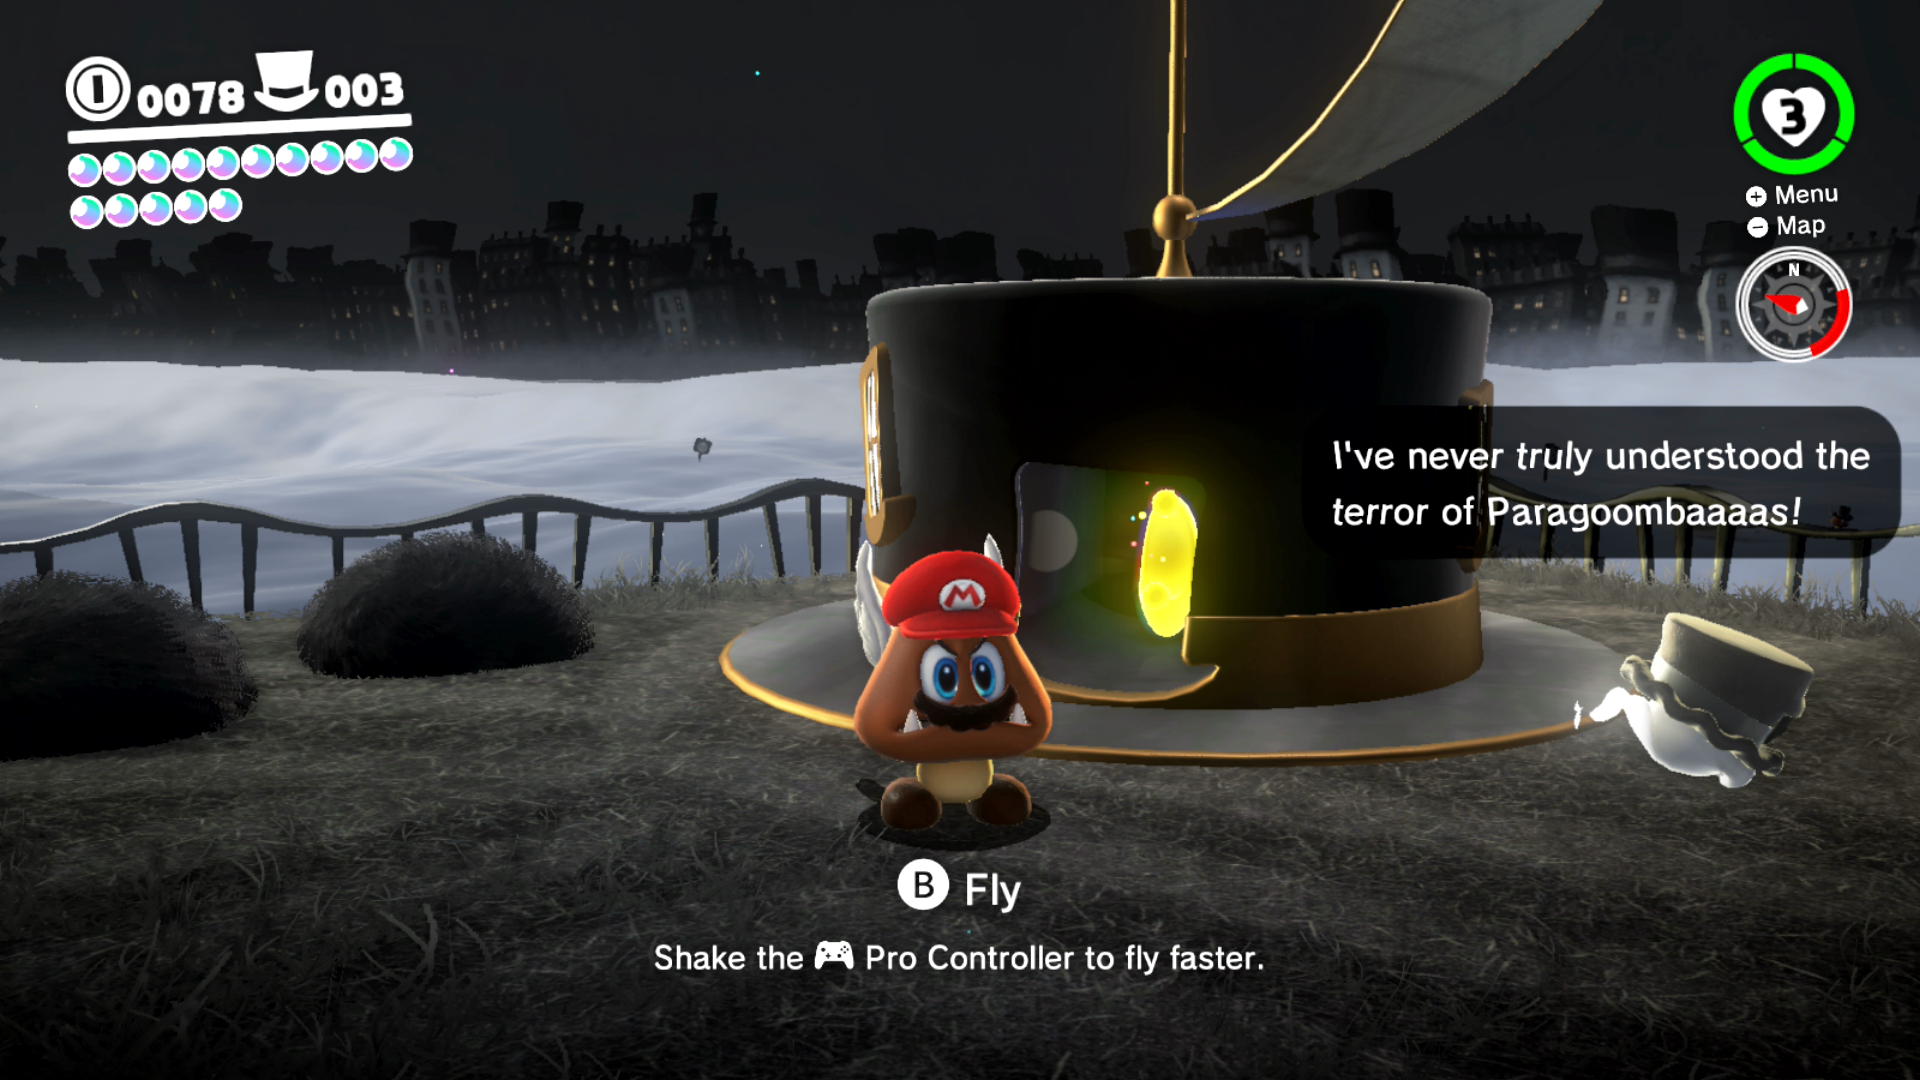 0078 003
3
Menu
Map
N
I've never truly understood the
terror of Paragoombaaaas!
M
B Fly
Shake the Pro Controller to fly faster.